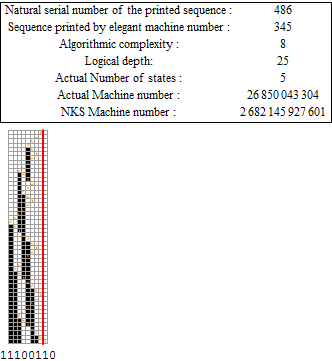 Natural serial number of the printed sequence : 486
Sequence printed by elegant machine number : 345
Algorithmic complexity : 8
Logical depth: 25
Actual Number of states : 5
Actual Machine number : 26 850 043 304
NKS Machine number : 2 682 145 927 601
11100110